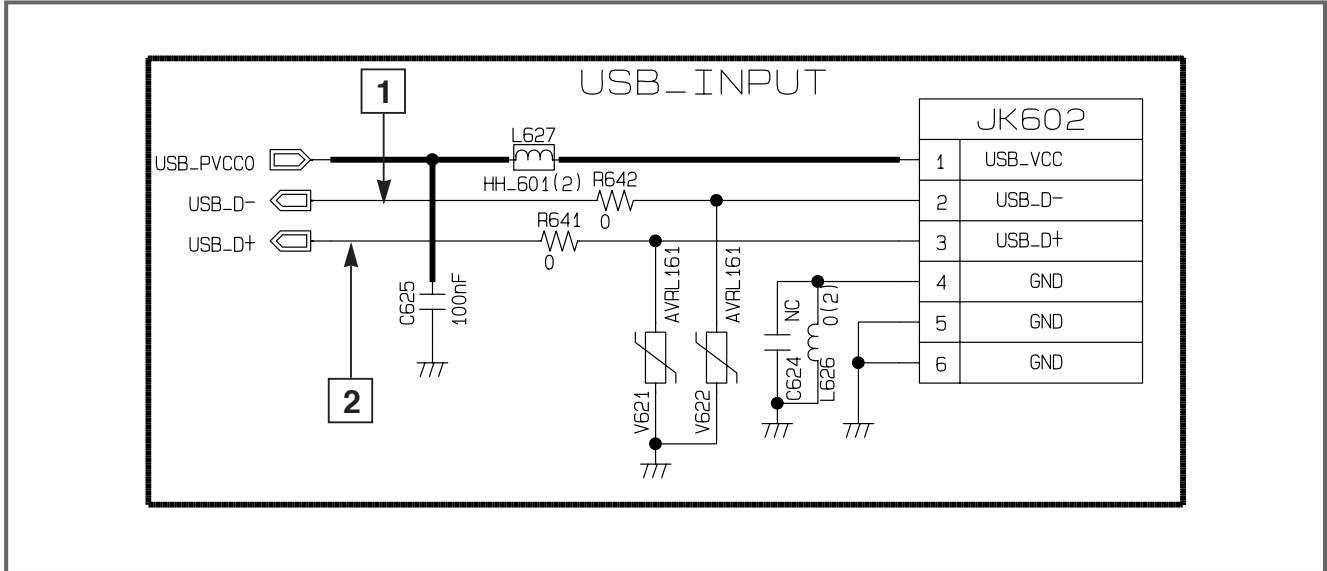 USB_INPUT
1
JK602
L627
USB_PVCC0
1 USB_VCC
HH_601(2)
R642
USB_D-
0
2 USB_D-
R641
USB_D+
0
3 USB_D+
AVRL161
AVRL161
C625
100nF
NC
0(2)
4 GND
5 GND
C624
L626
6 GND
2
V621
V622